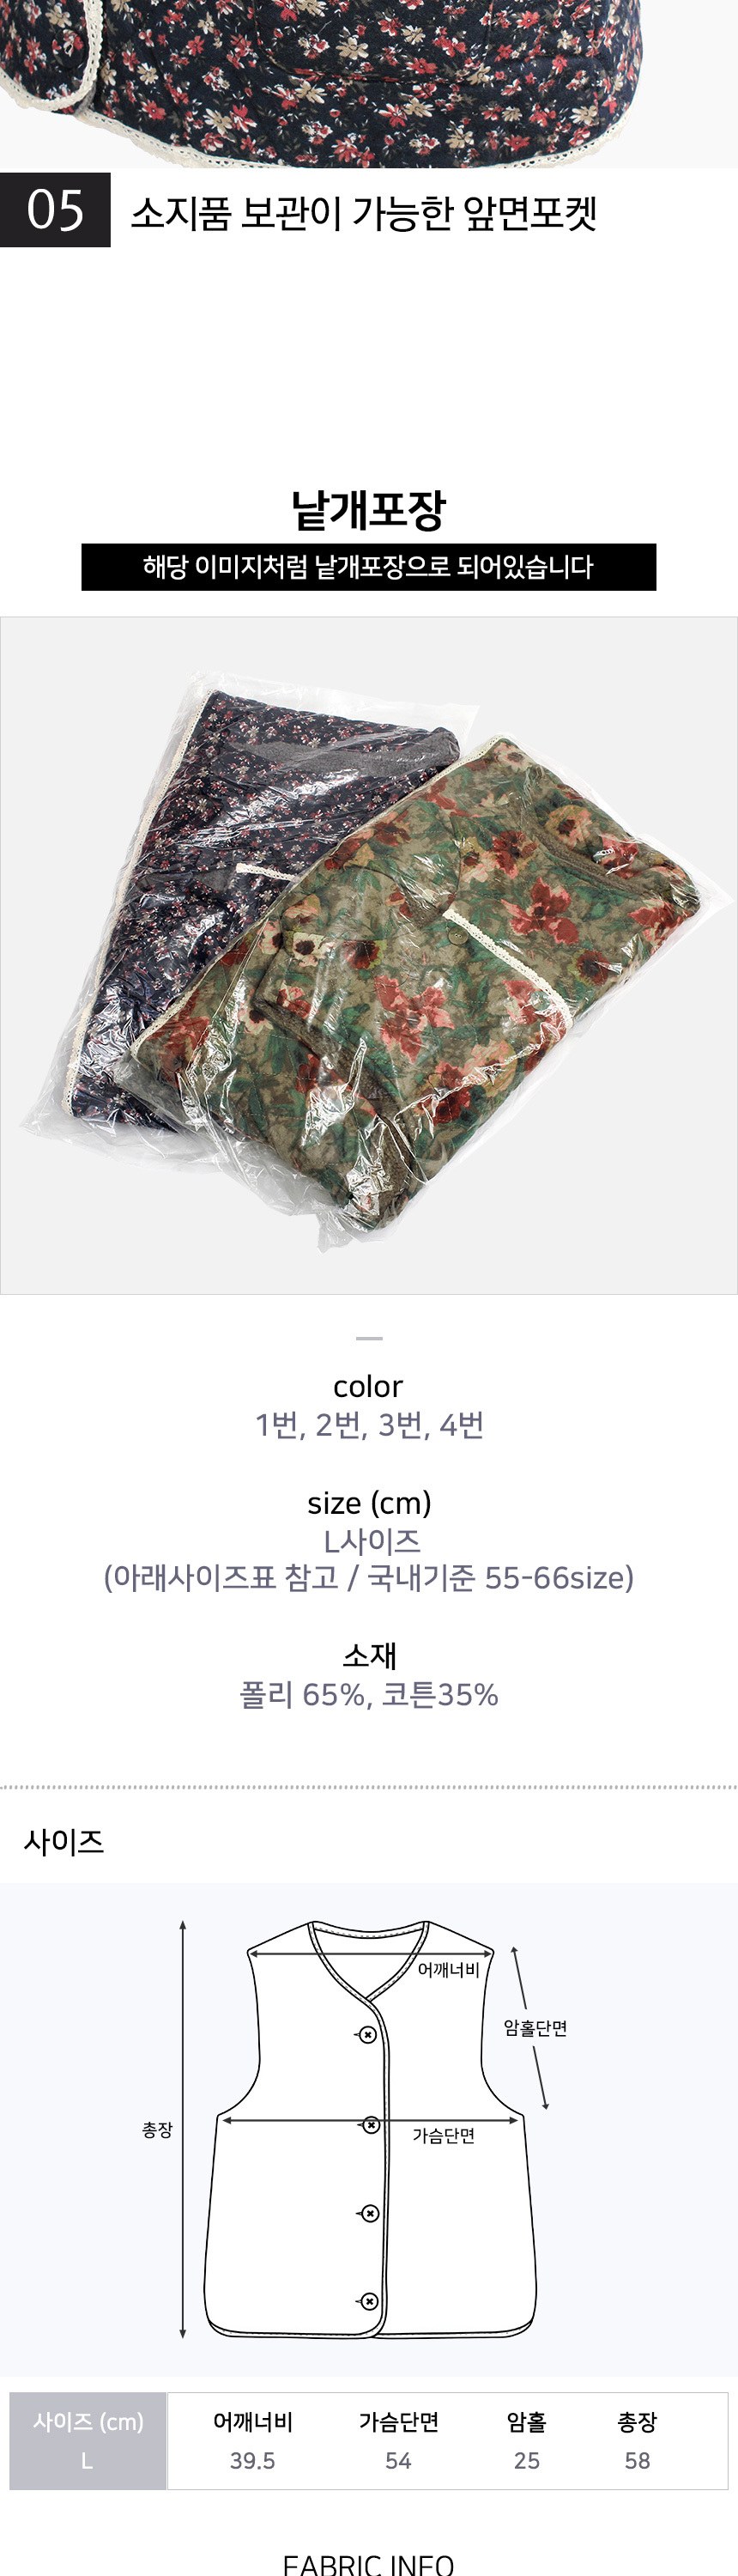 05 소지품 보관이 가능한 앞면포켓
낱개포장
해당 이미지처럼 낱개포장으로 되어있습니다
color
1번, 2번, 3번, 4번
size (cm)
L사이즈
(아래사이즈표 참고 / 국내기준 55-66size)
소재
폴리 65%, 코튼35%
사이즈
어깨너비
암홀단면
총장
가슴단면
사이즈 (cm) 어깨너비 가슴단면 암홀 총장
L 39.5 54 25 58
FABRIC INFO